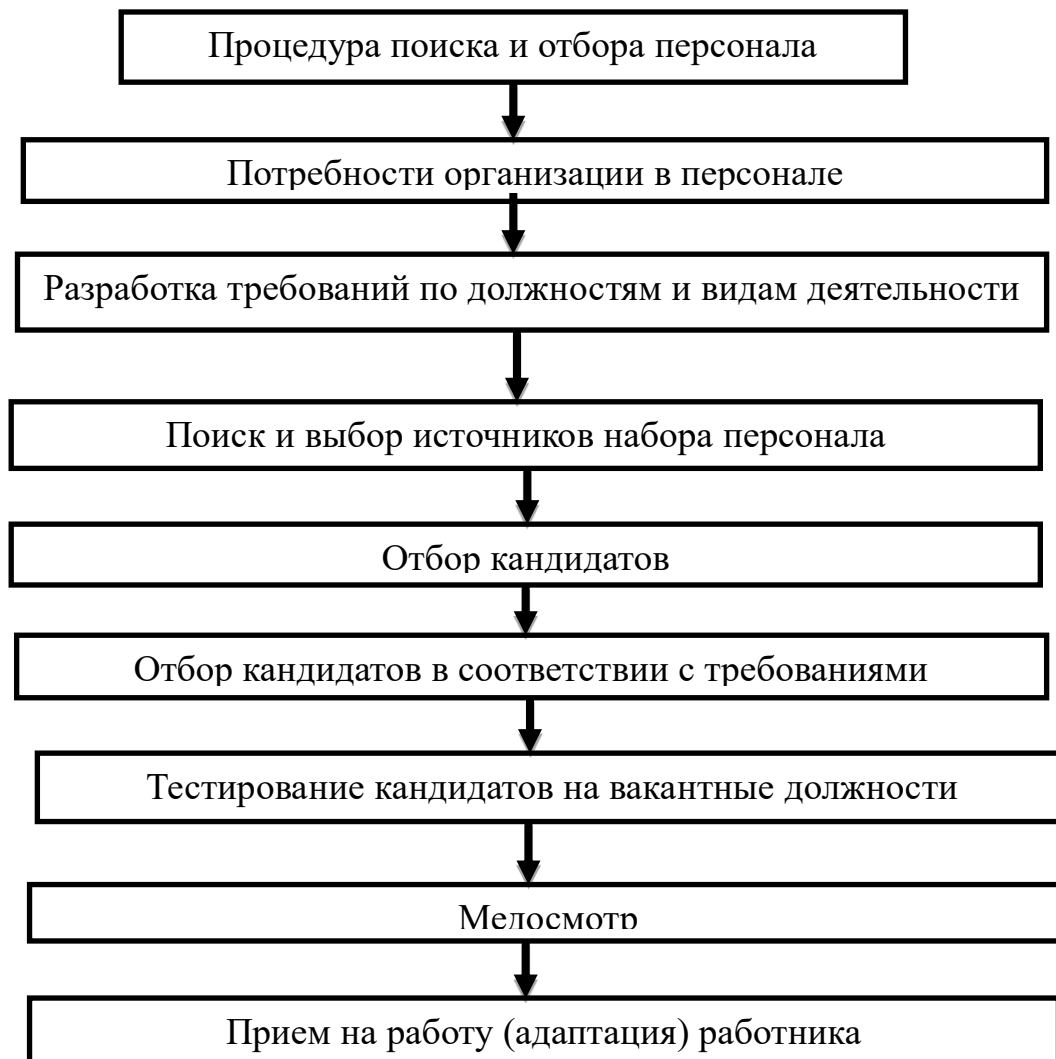 Процедура поиска и отбора персонала
Потребности организации в персонале
Разработка требований по должностям и видам деятельности
Поиск и выбор источников набора персонала
Отбор кандидатов
Отбор кандидатов в соответствии с требованиями
Тестирование кандидатов на вакантные должности
Медосмотр
Прием на работу (адаптация) работника